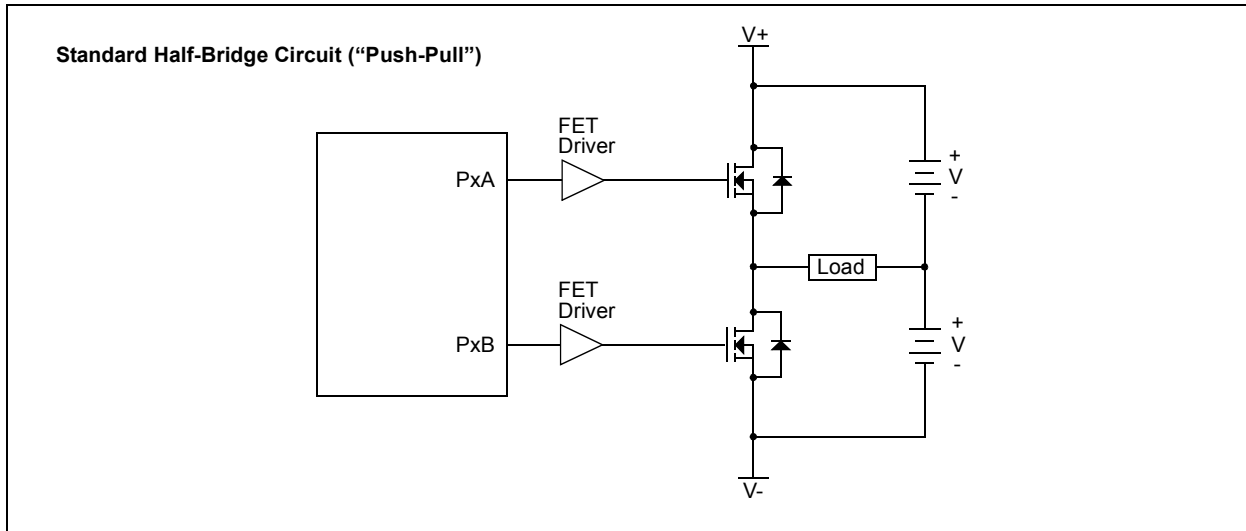 Standard Half-Bridge Circuit (“Push-Pull”)
V+
FET
Driver
PxA
+
V
-
Load
FET
Driver
PxB
+
V
-
V-